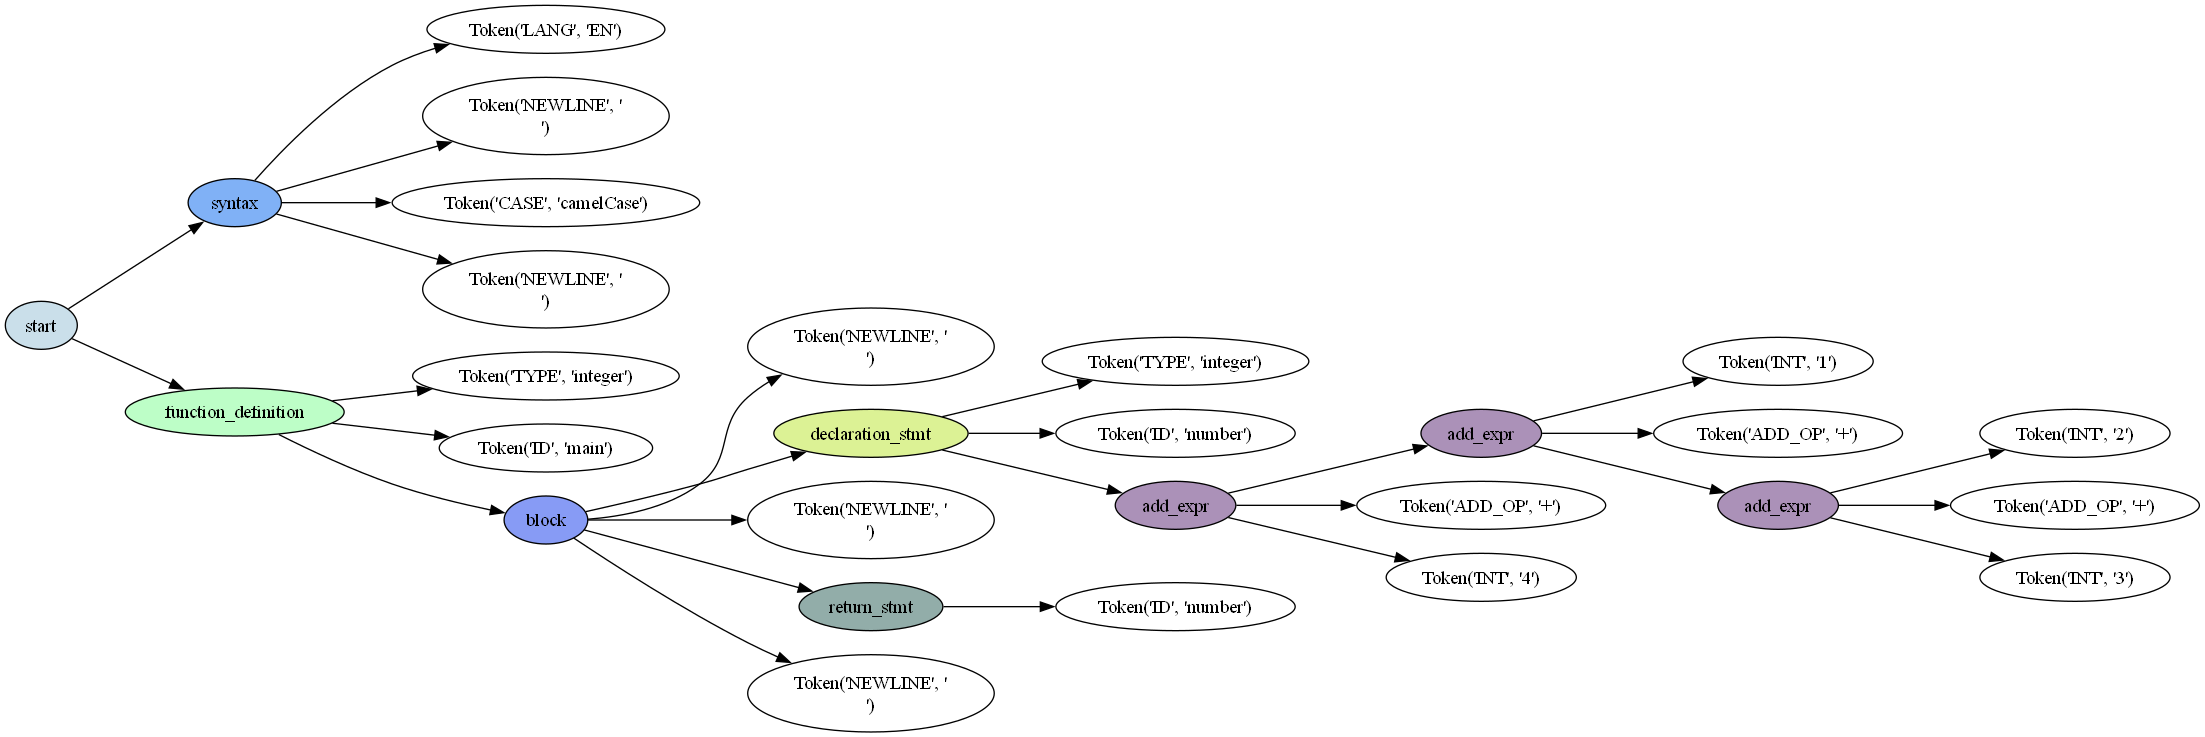 start
syntax
Token('LANG', 'EN')
Token('NEWLINE', '
')
Token('CASE', 'camelCase')
Token('NEWLINE', '
')
function_definition
Token('TYPE', 'integer')
Token('ID', 'main')
block
Token('NEWLINE', '
')
declaration_stmt
Token('TYPE', 'integer')
Token('ID', 'number')
add_expr
add_expr
Token('INT', '1')
Token('ADD_OP', '+')
add_expr
Token('INT', '2')
Token('ADD_OP', '+')
Token('INT', '3')
Token('ADD_OP', '+')
Token('INT', '4')
Token('NEWLINE', '
')
return_stmt
Token('ID', 'number')
Token('NEWLINE', '
')